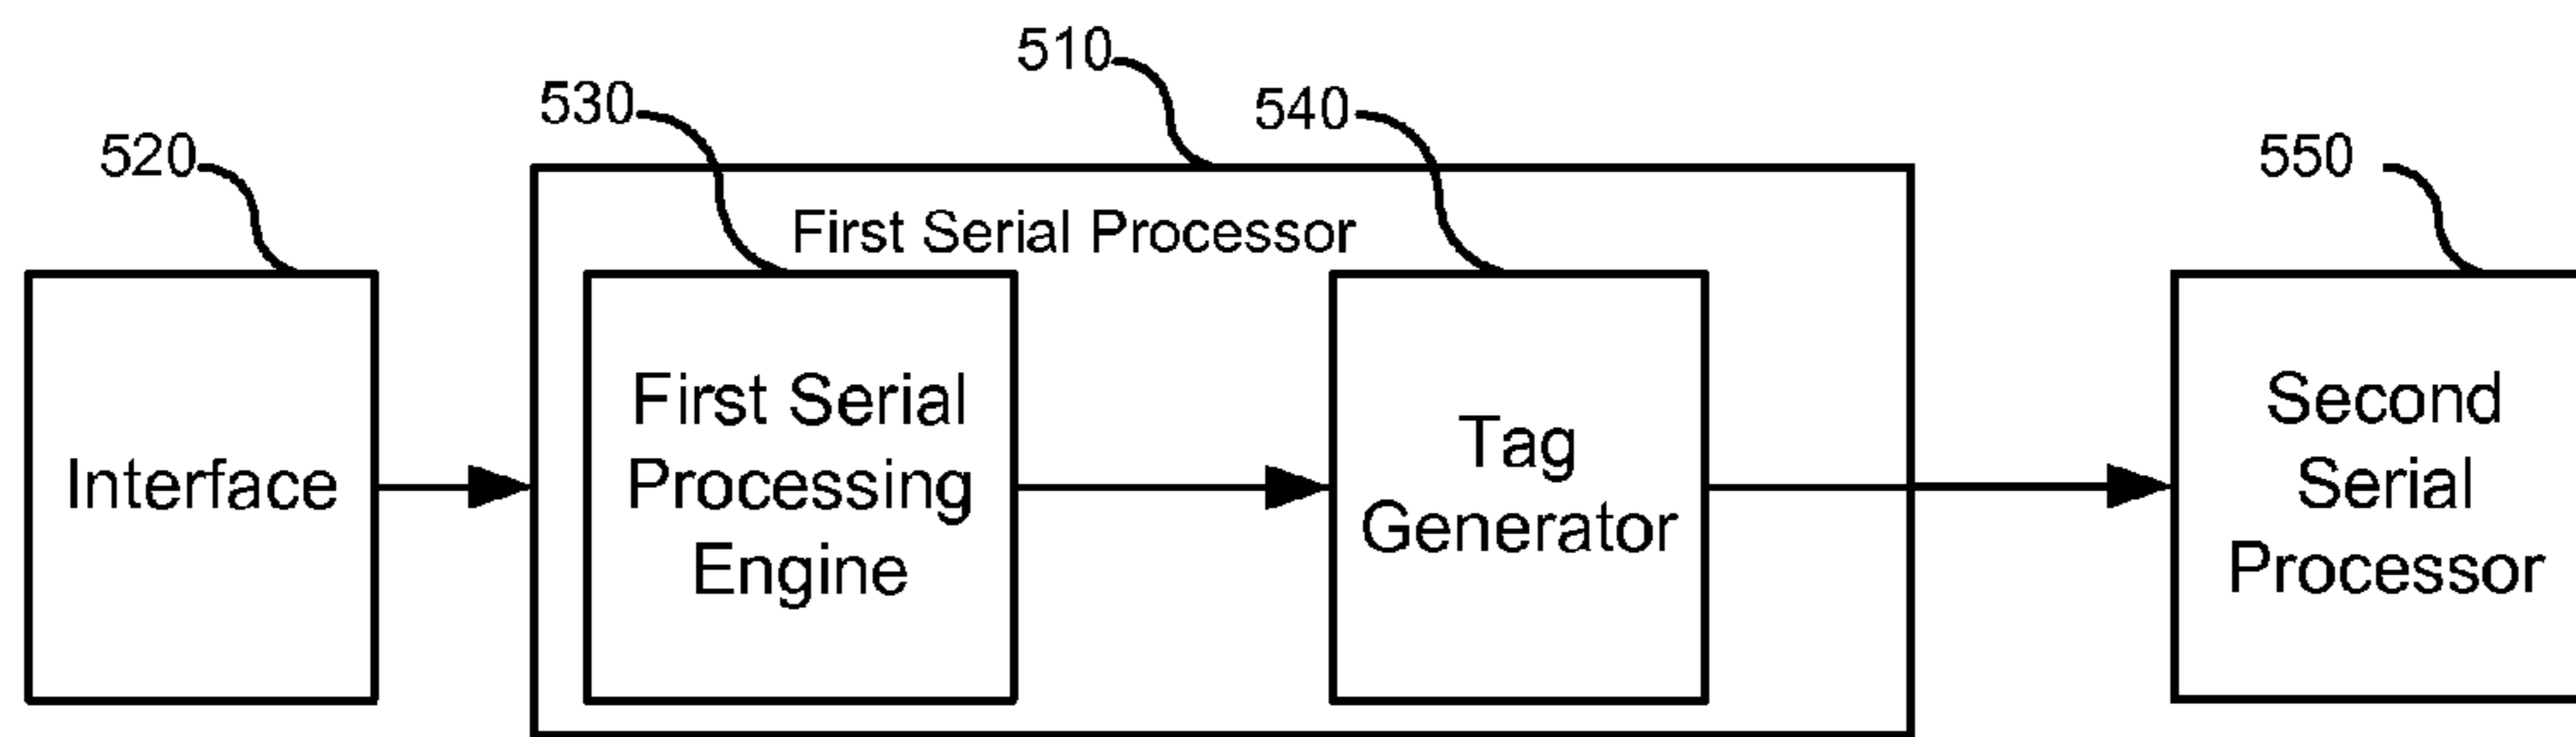 510
530
540
520
550
First Serial Processor
Interface
First Serial
Processing
Engine
Tag
Generator
Second
Serial
Processor